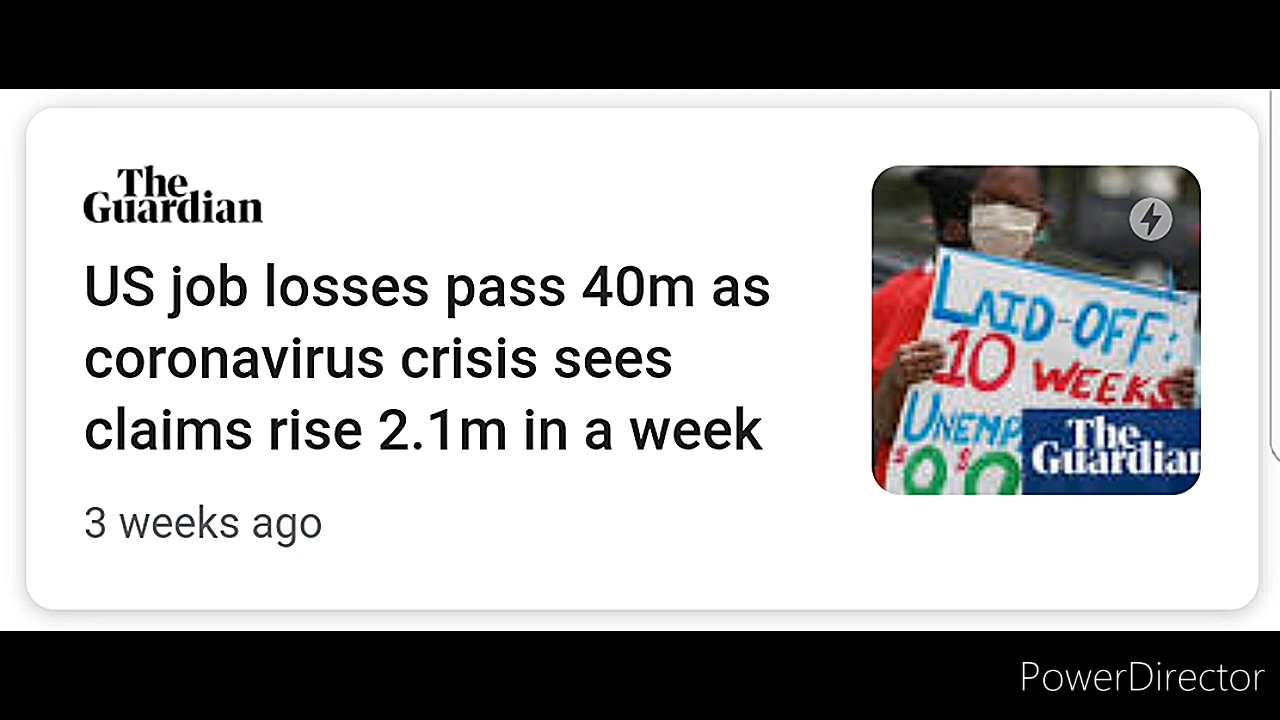 The
Guardian
US job losses pass 40m as
coronavirus crisis sees
claims rise 2.1m in a week
3 weeks ago
LAID-OFF:
10 WEEKS
UNEMP
The
Guardian
PowerDirector